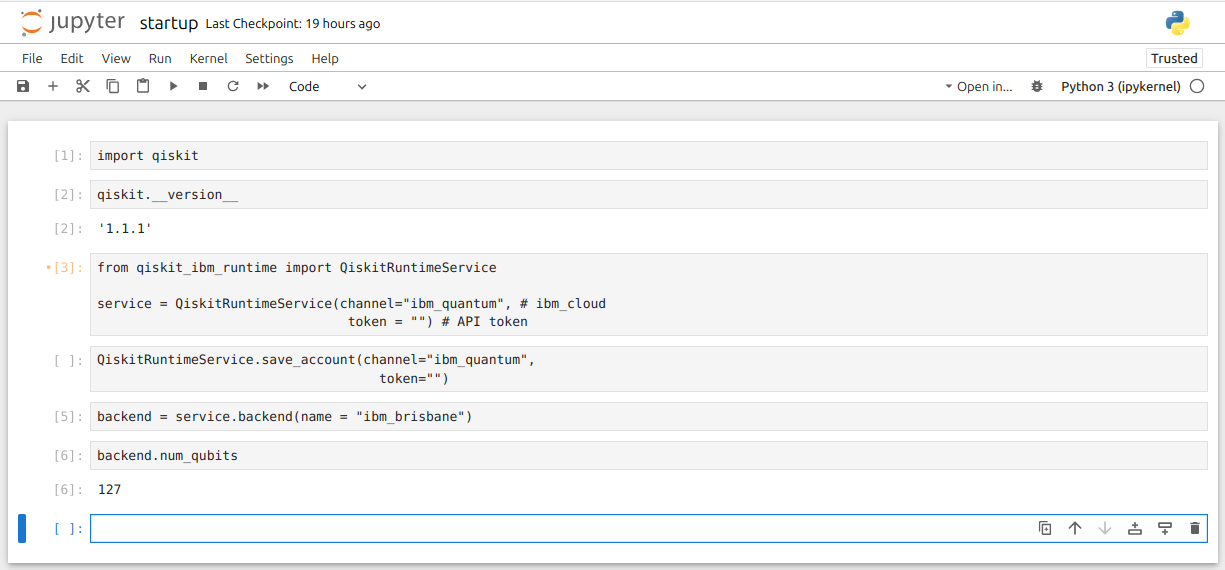 jupyter startup Last Checkpoint: 19 hours ago
File Edit View Run Kernel Settings Help Trusted
Code Open in... Python 3 (ipykernel)
[1]: import qiskit
[2]: qiskit.__version__
[2]: '1.1.1'
[3]: from qiskit_ibm_runtime import QiskitRuntimeService
service = QiskitRuntimeService(channel="ibm_quantum", # ibm_cloud
token = "") # API token
[ ]: QiskitRuntimeService.save_account(channel="ibm_quantum",
token="")
[5]: backend = service.backend(name = "ibm_brisbane")
[6]: backend.num_qubits
[6]: 127
[ ]: